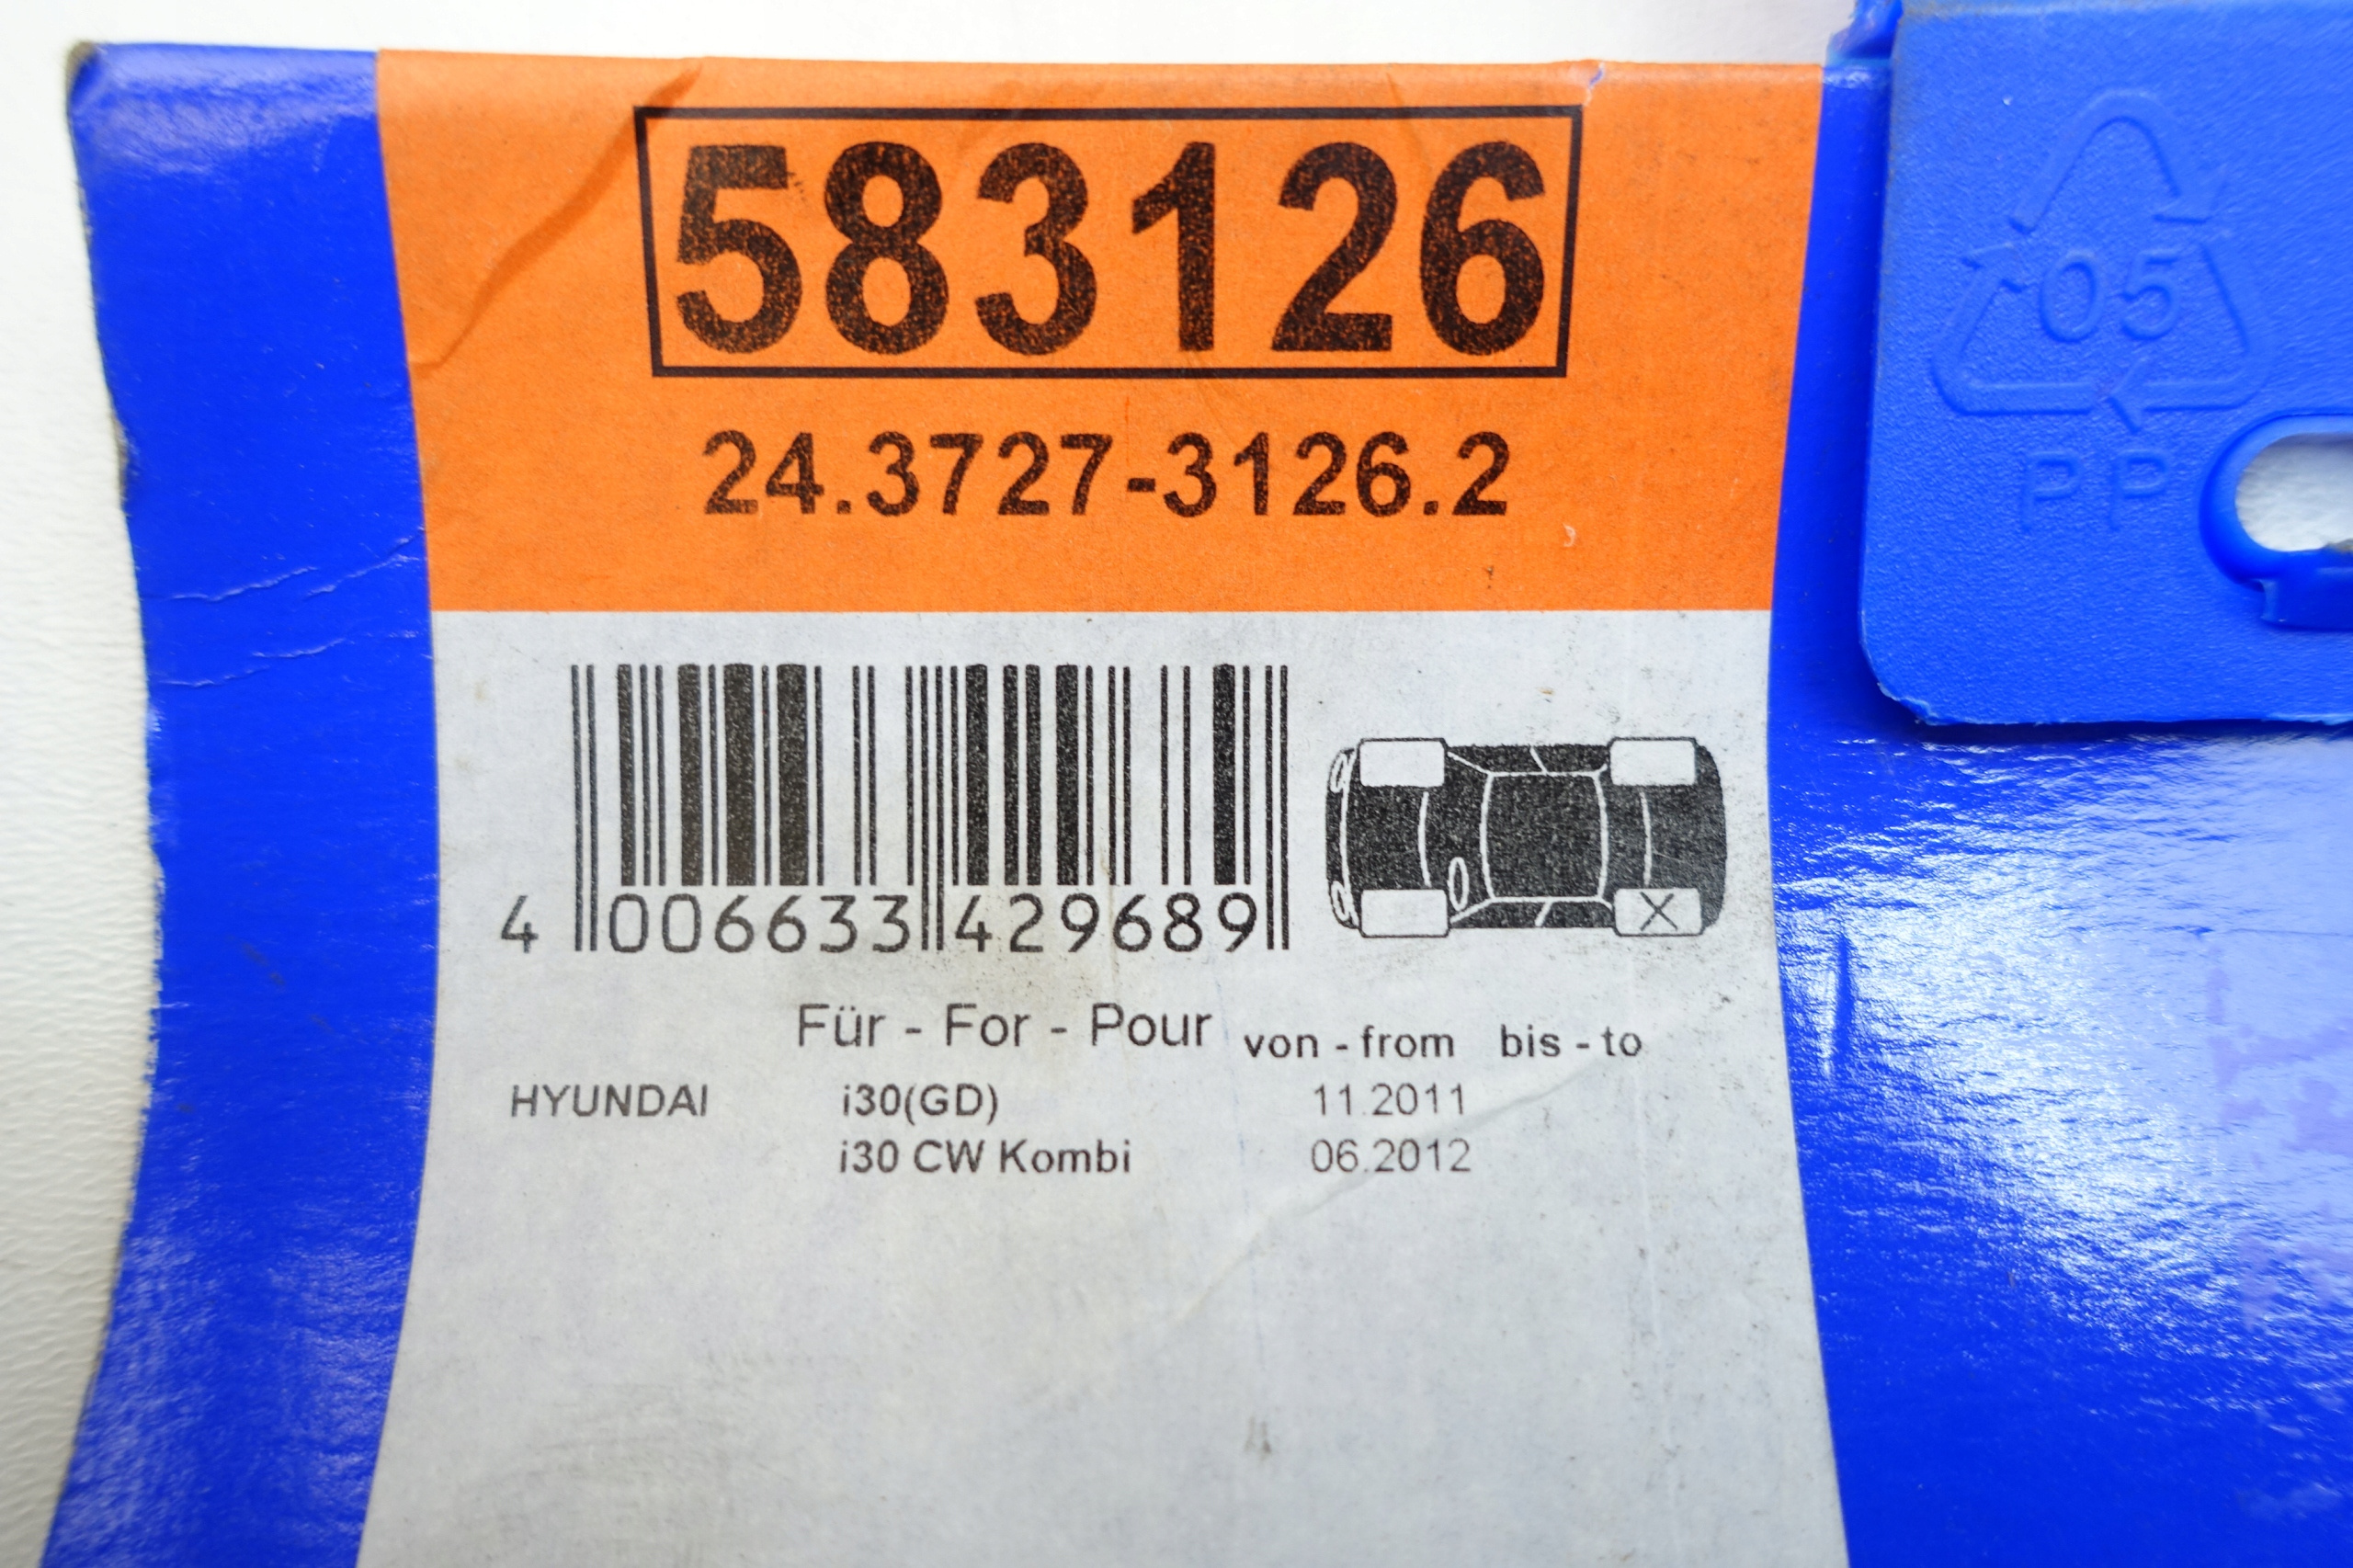 583126
24.3727-3126.2
05
PP
4 006633 429689
X
Für - For - Pour von - from bis - to
HYUNDAI i30(GD) 11.2011
i30 CW Kombi 06.2012